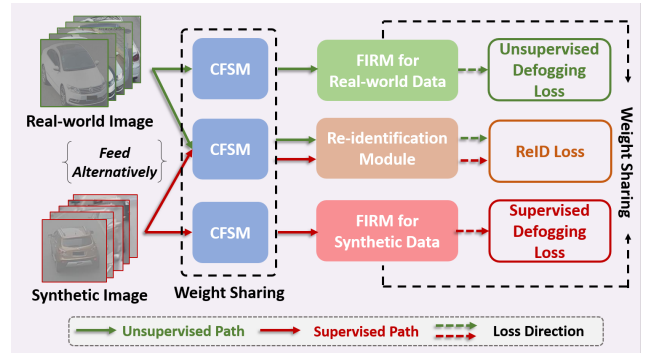 Real-world Image
Feed
Alternatively
Synthetic Image
CFSM
CFSM
CFSM
Weight Sharing
FIRM for
Real-world Data
Re-identification
Module
FIRM for
Synthetic Data
Unsupervised
Defogging
Loss
ReID Loss
Supervised
Defogging
Loss
Weight Sharing
Unsupervised Path
Supervised Path
Loss Direction